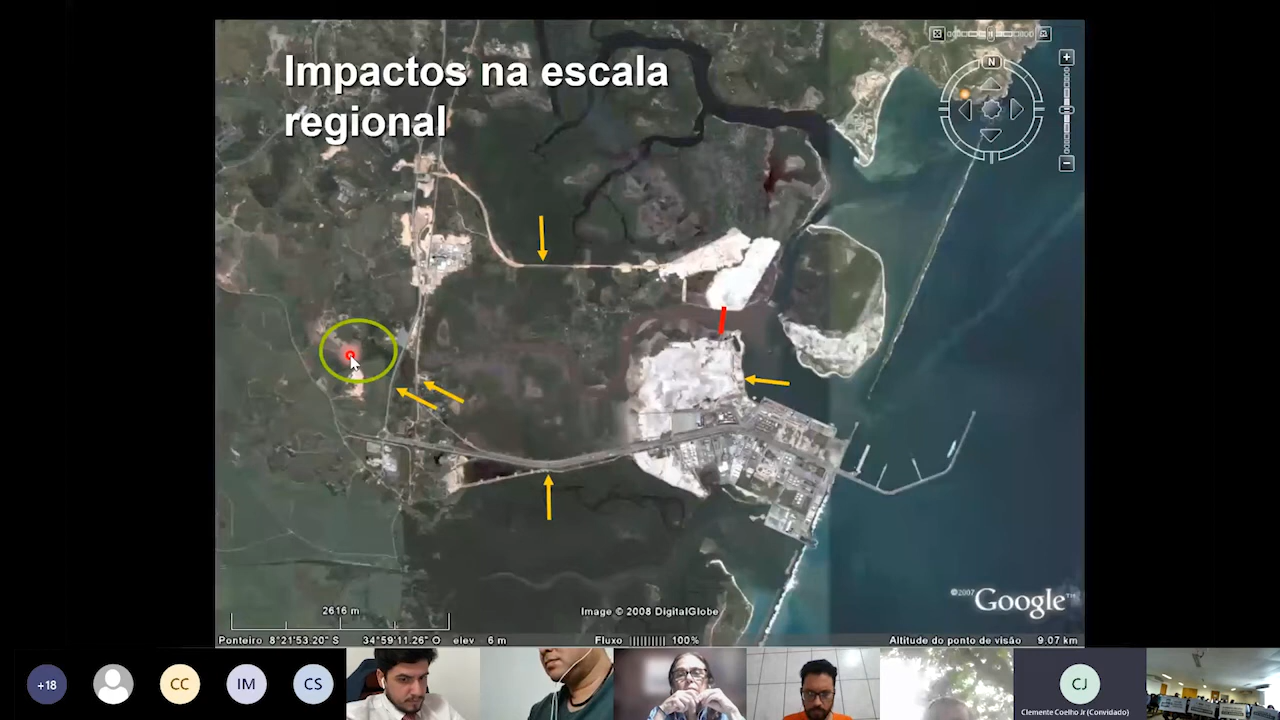 Impactos na escala
regional
N
2616 m
Image © 2008 DigitalGlobe
©2007 Google™
Ponteiro 8°21'53.20" S 34°59'11.26" O elev 6 m Fluxo |||||||||| 100% Altitude do ponto de visão 9.07 km
+18
CC
IM
CS
CJ
Clemente Coelho Jr (Convidado)